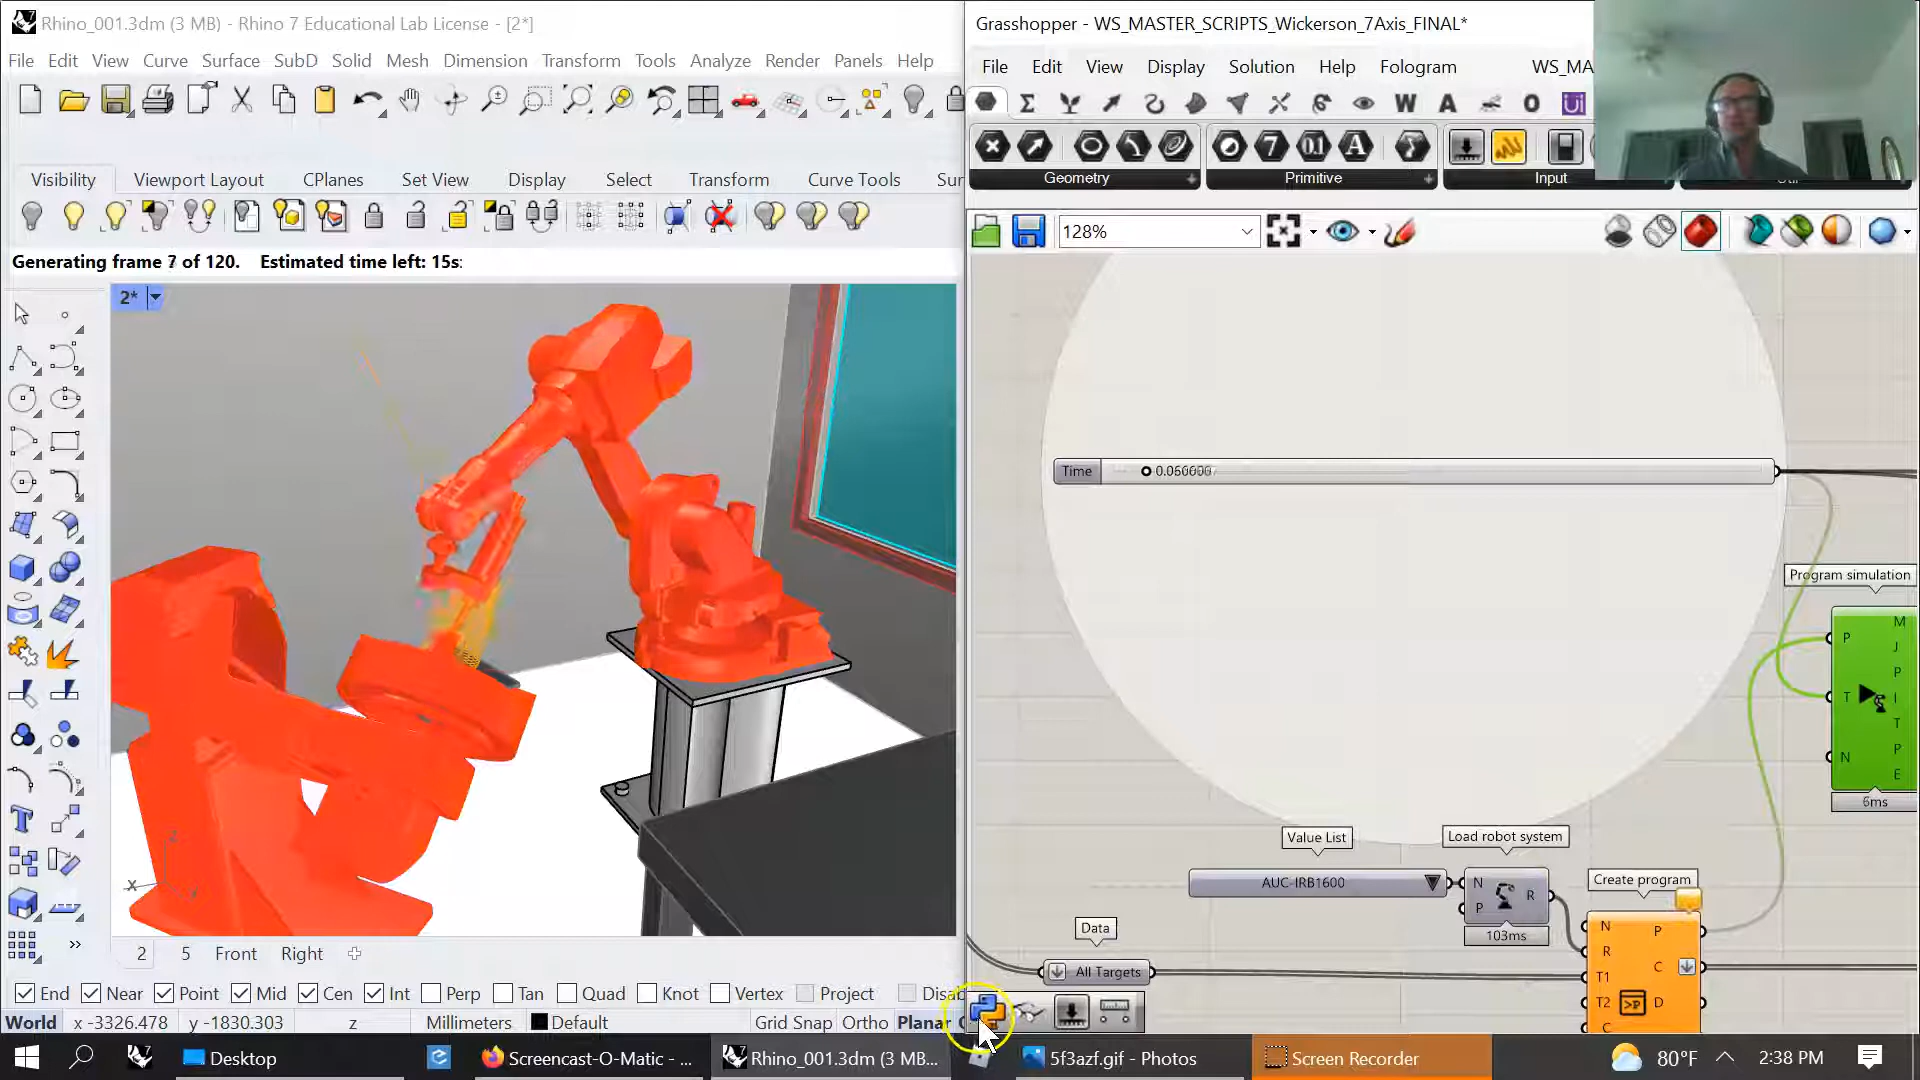 Rhino_001.3dm (3 MB) - Rhino 7 Educational Lab License - [2*]
File Edit View Curve Surface SubD Solid Mesh Dimension Transform Tools Analyze Render Panels Help
Visibility Viewport Layout CPlanes Set View Display Select Transform Curve Tools
Generating frame 7 of 120. Estimated time left: 15s:
2*
z
x
y
2 5 Front Right
End Near Point Mid Cen Int Perp Tan Quad Knot Vertex Project
World x -3326.478 y -1830.303 z Millimeters Default Grid Snap Ortho Planar
Grasshopper - WS_MASTER_SCRIPTS_Wickerson_7Axis_FINAL*
File Edit View Display Solution Help Fologram WS_MA
Geometry Primitive Input
128%
Time
Program simulation
P T N
M J P I T P E
6ms
Value List
AUC-IRB1600
Load robot system
N P R
103ms
Create program
N R T1 T2 C
P C D
Data
All Targets
Desktop Screencast-O-Matic - ... Rhino_001.3dm (3 MB... 5f3azf.gif - Photos Screen Recorder 80°F 2:38 PM